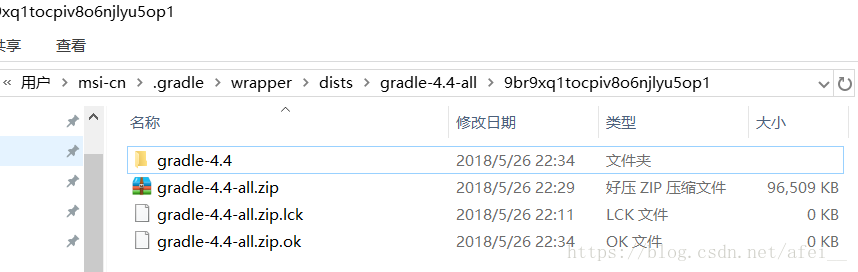 9xq1tocpiv8o6njlyu5op1
共享 查看
« 用户 › msi-cn › .gradle › wrapper › dists › gradle-4.4-all › 9br9xq1tocpiv8o6njlyu5op1
名称 修改日期 类型 大小
gradle-4.4 2018/5/26 22:34 文件夹
gradle-4.4-all.zip 2018/5/26 22:29 好压 ZIP 压缩文件 96,509 KB
gradle-4.4-all.zip.lck 2018/5/26 22:11 LCK 文件 0 KB
gradle-4.4-all.zip.ok 2018/5/26 22:34 OK 文件 0 KB
https://blog.csdn.net/afei__